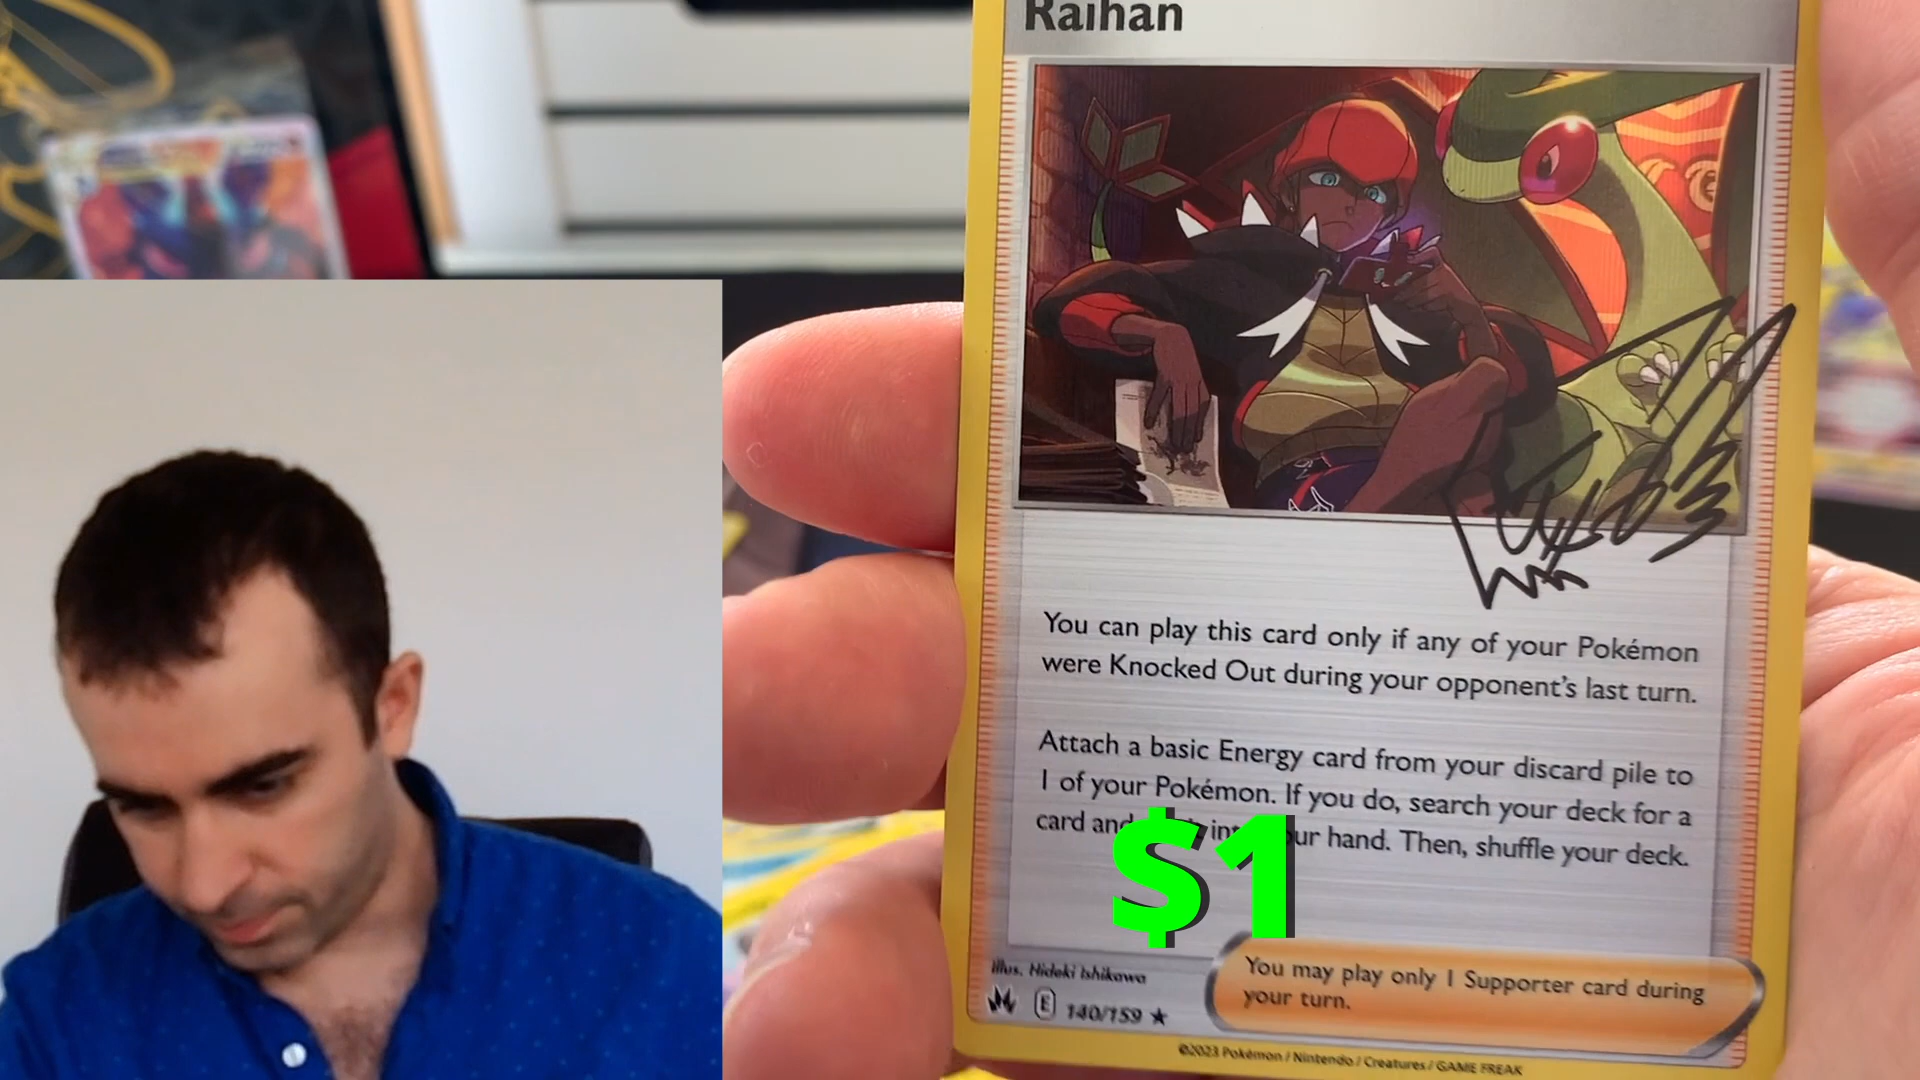 Raihan
You can play this card only if any of your Pokémon
were Knocked Out during your opponent's last turn.
Attach a basic Energy card from your discard pile to
1 of your Pokémon. If you do, search your deck for a
card and your hand. Then, shuffle your deck.
$1
Illus. Hideki Ishikawa
E 140/159 ★
You may play only 1 Supporter card during
your turn.
©2023 Pokémon / Nintendo / Creatures / GAME FREAK